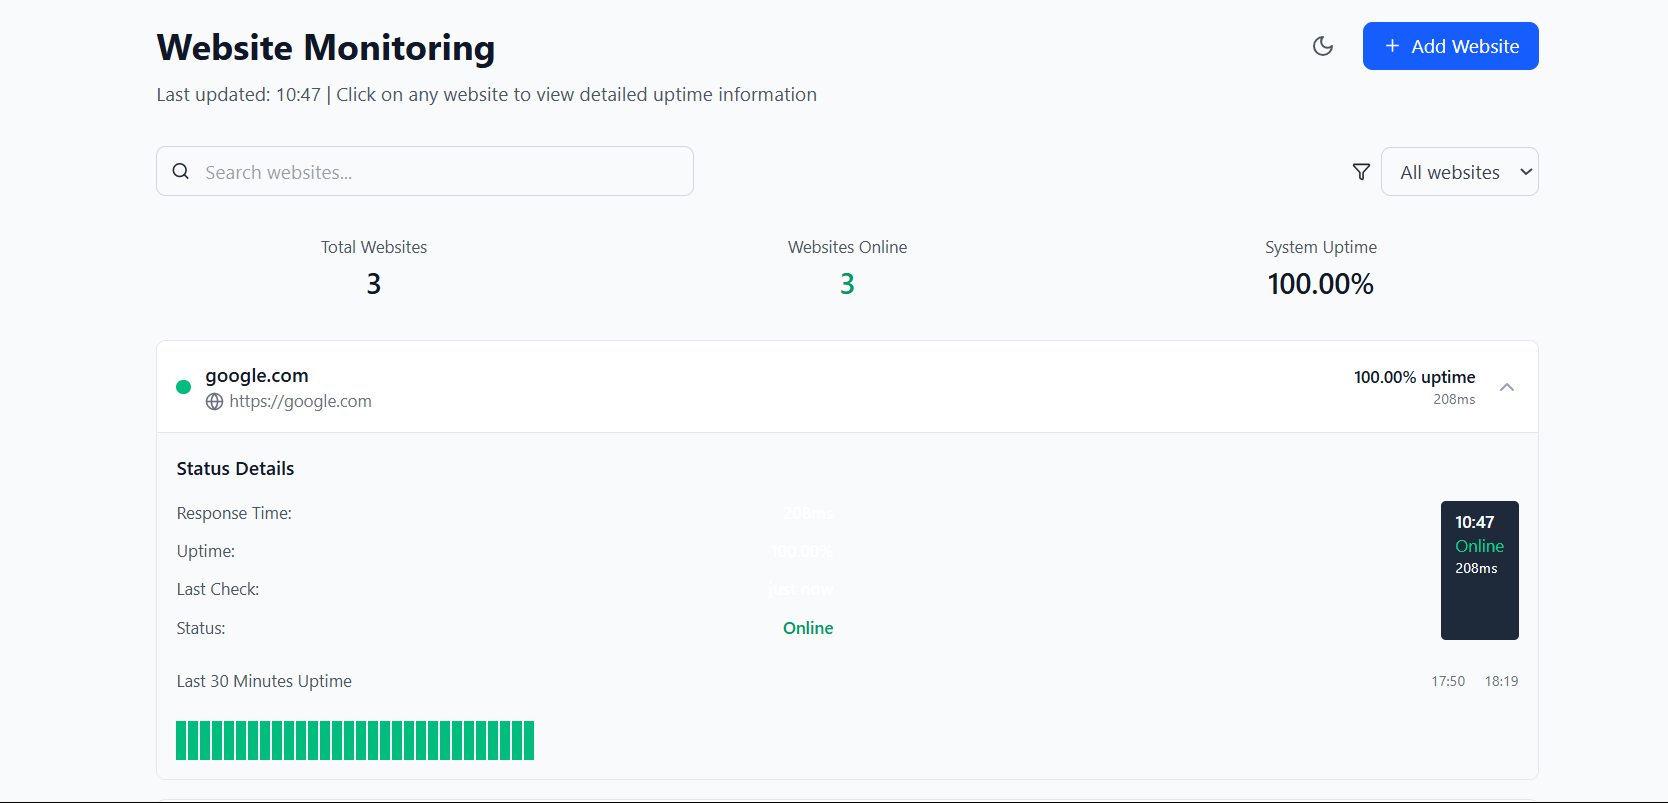 Website Monitoring
Add Website
Last updated: 10:47 | Click on any website to view detailed uptime information
Search websites...
All websites
Total Websites
3
Websites Online
3
System Uptime
100.00%
google.com
https://google.com
100.00% uptime
208ms
Status Details
Response Time: 208ms
Uptime: 100.00%
Last Check: just now
Status: Online
10:47
Online
208ms
Last 30 Minutes Uptime
17:50 18:19